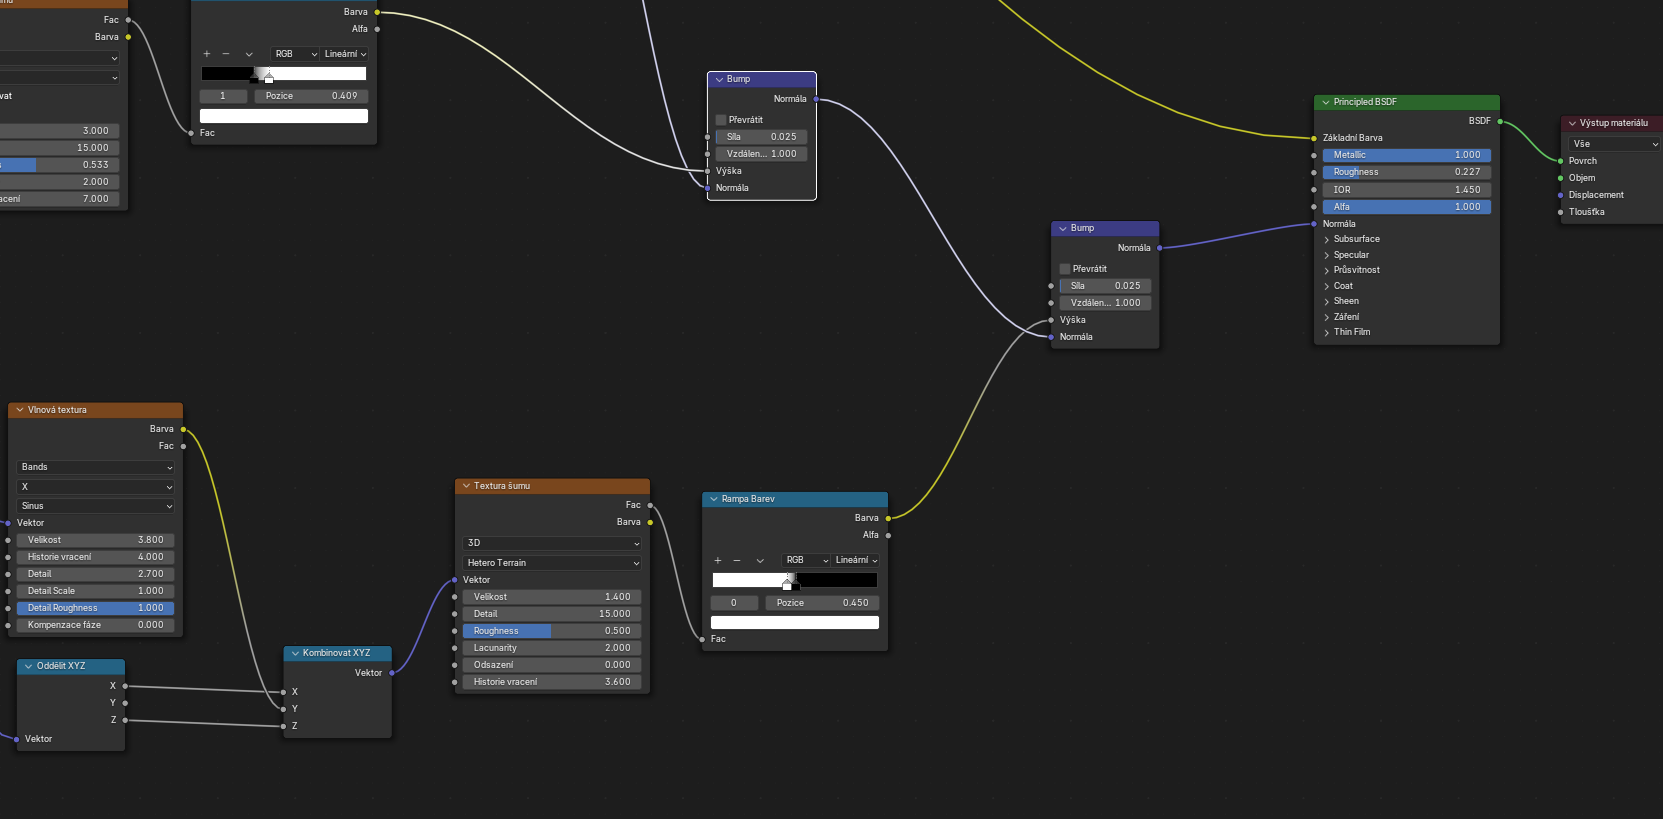 Fac
Barva
vat
3.000
15.000
0.533
2.000
acení 7.000
Barva
Alfa
RGB Lineární
1 Pozice 0.409
Fac
Bump
Normála
Převrátit
Síla 0.025
Vzdálen... 1.000
Výška
Normála
Bump
Normála
Převrátit
Síla 0.025
Vzdálen... 1.000
Výška
Normála
Principled BSDF
BSDF
Základní Barva
Metallic 1.000
Roughness 0.227
IOR 1.450
Alfa 1.000
Normála
Subsurface
Specular
Průsvitnost
Coat
Sheen
Záření
Thin Film
Výstup materiálu
Vše
Povrch
Objem
Displacement
Tloušťka
Vlnová textura
Barva
Fac
Bands
X
Sinus
Vektor
Velikost 3.800
Historie vracení 4.000
Detail 2.700
Detail Scale 1.000
Detail Roughness 1.000
Kompenzace fáze 0.000
Oddělit XYZ
X
Y
Z
Vektor
Kombinovat XYZ
Vektor
X
Y
Z
Textura šumu
Fac
Barva
3D
Hetero Terrain
Vektor
Velikost 1.400
Detail 15.000
Roughness 0.500
Lacunarity 2.000
Odsazení 0.000
Historie vracení 3.600
Rampa Barev
Barva
Alfa
RGB Lineární
0 Pozice 0.450
Fac